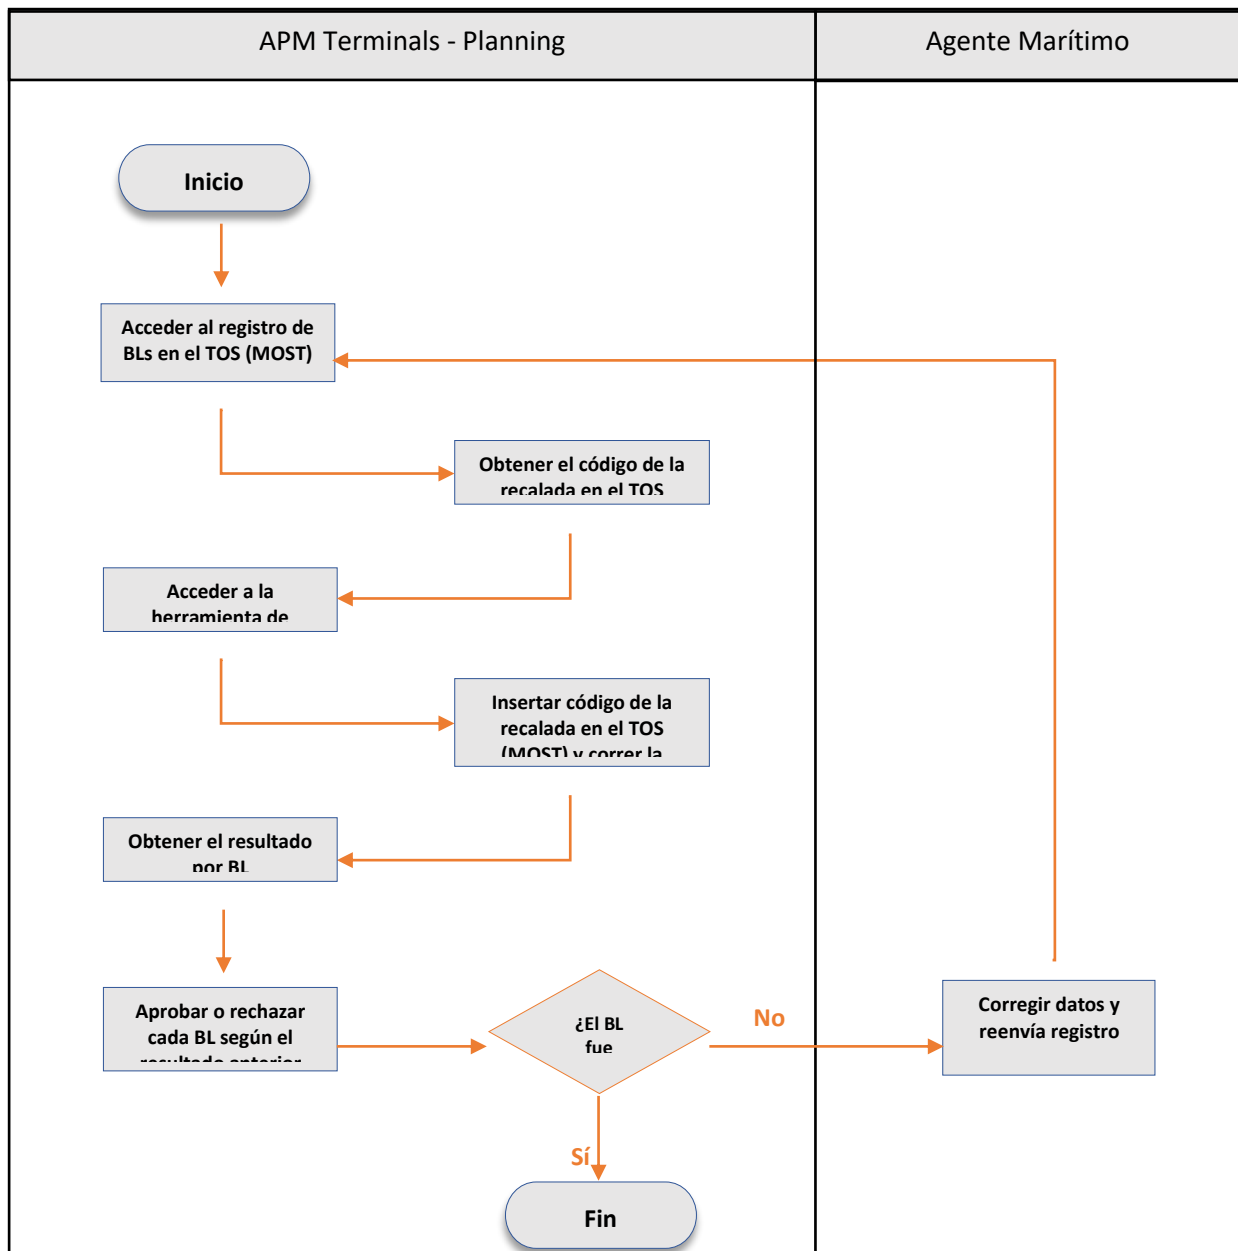 APM Terminals - Planning
Agente Marítimo
Inicio
Acceder al registro de
BLs en el TOS (MOST)
Obtener el código de la
recalada en el TOS
Acceder a la
herramienta de
Insertar código de la
recalada en el TOS
(MOST) y correr la
Obtener el resultado
por BL
Aprobar o rechazar
cada BL según el
resultado anterior
¿El BL
fue
No
Corregir datos y
reenvía registro
Sí
Fin